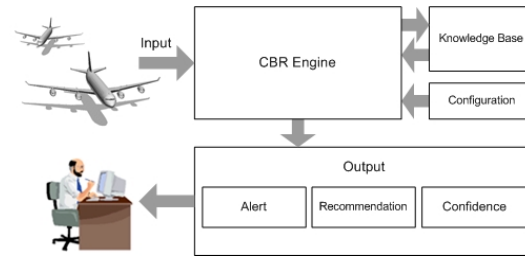 Input
CBR Engine
Knowledge Base
Configuration
Output
Alert
Recommendation
Confidence